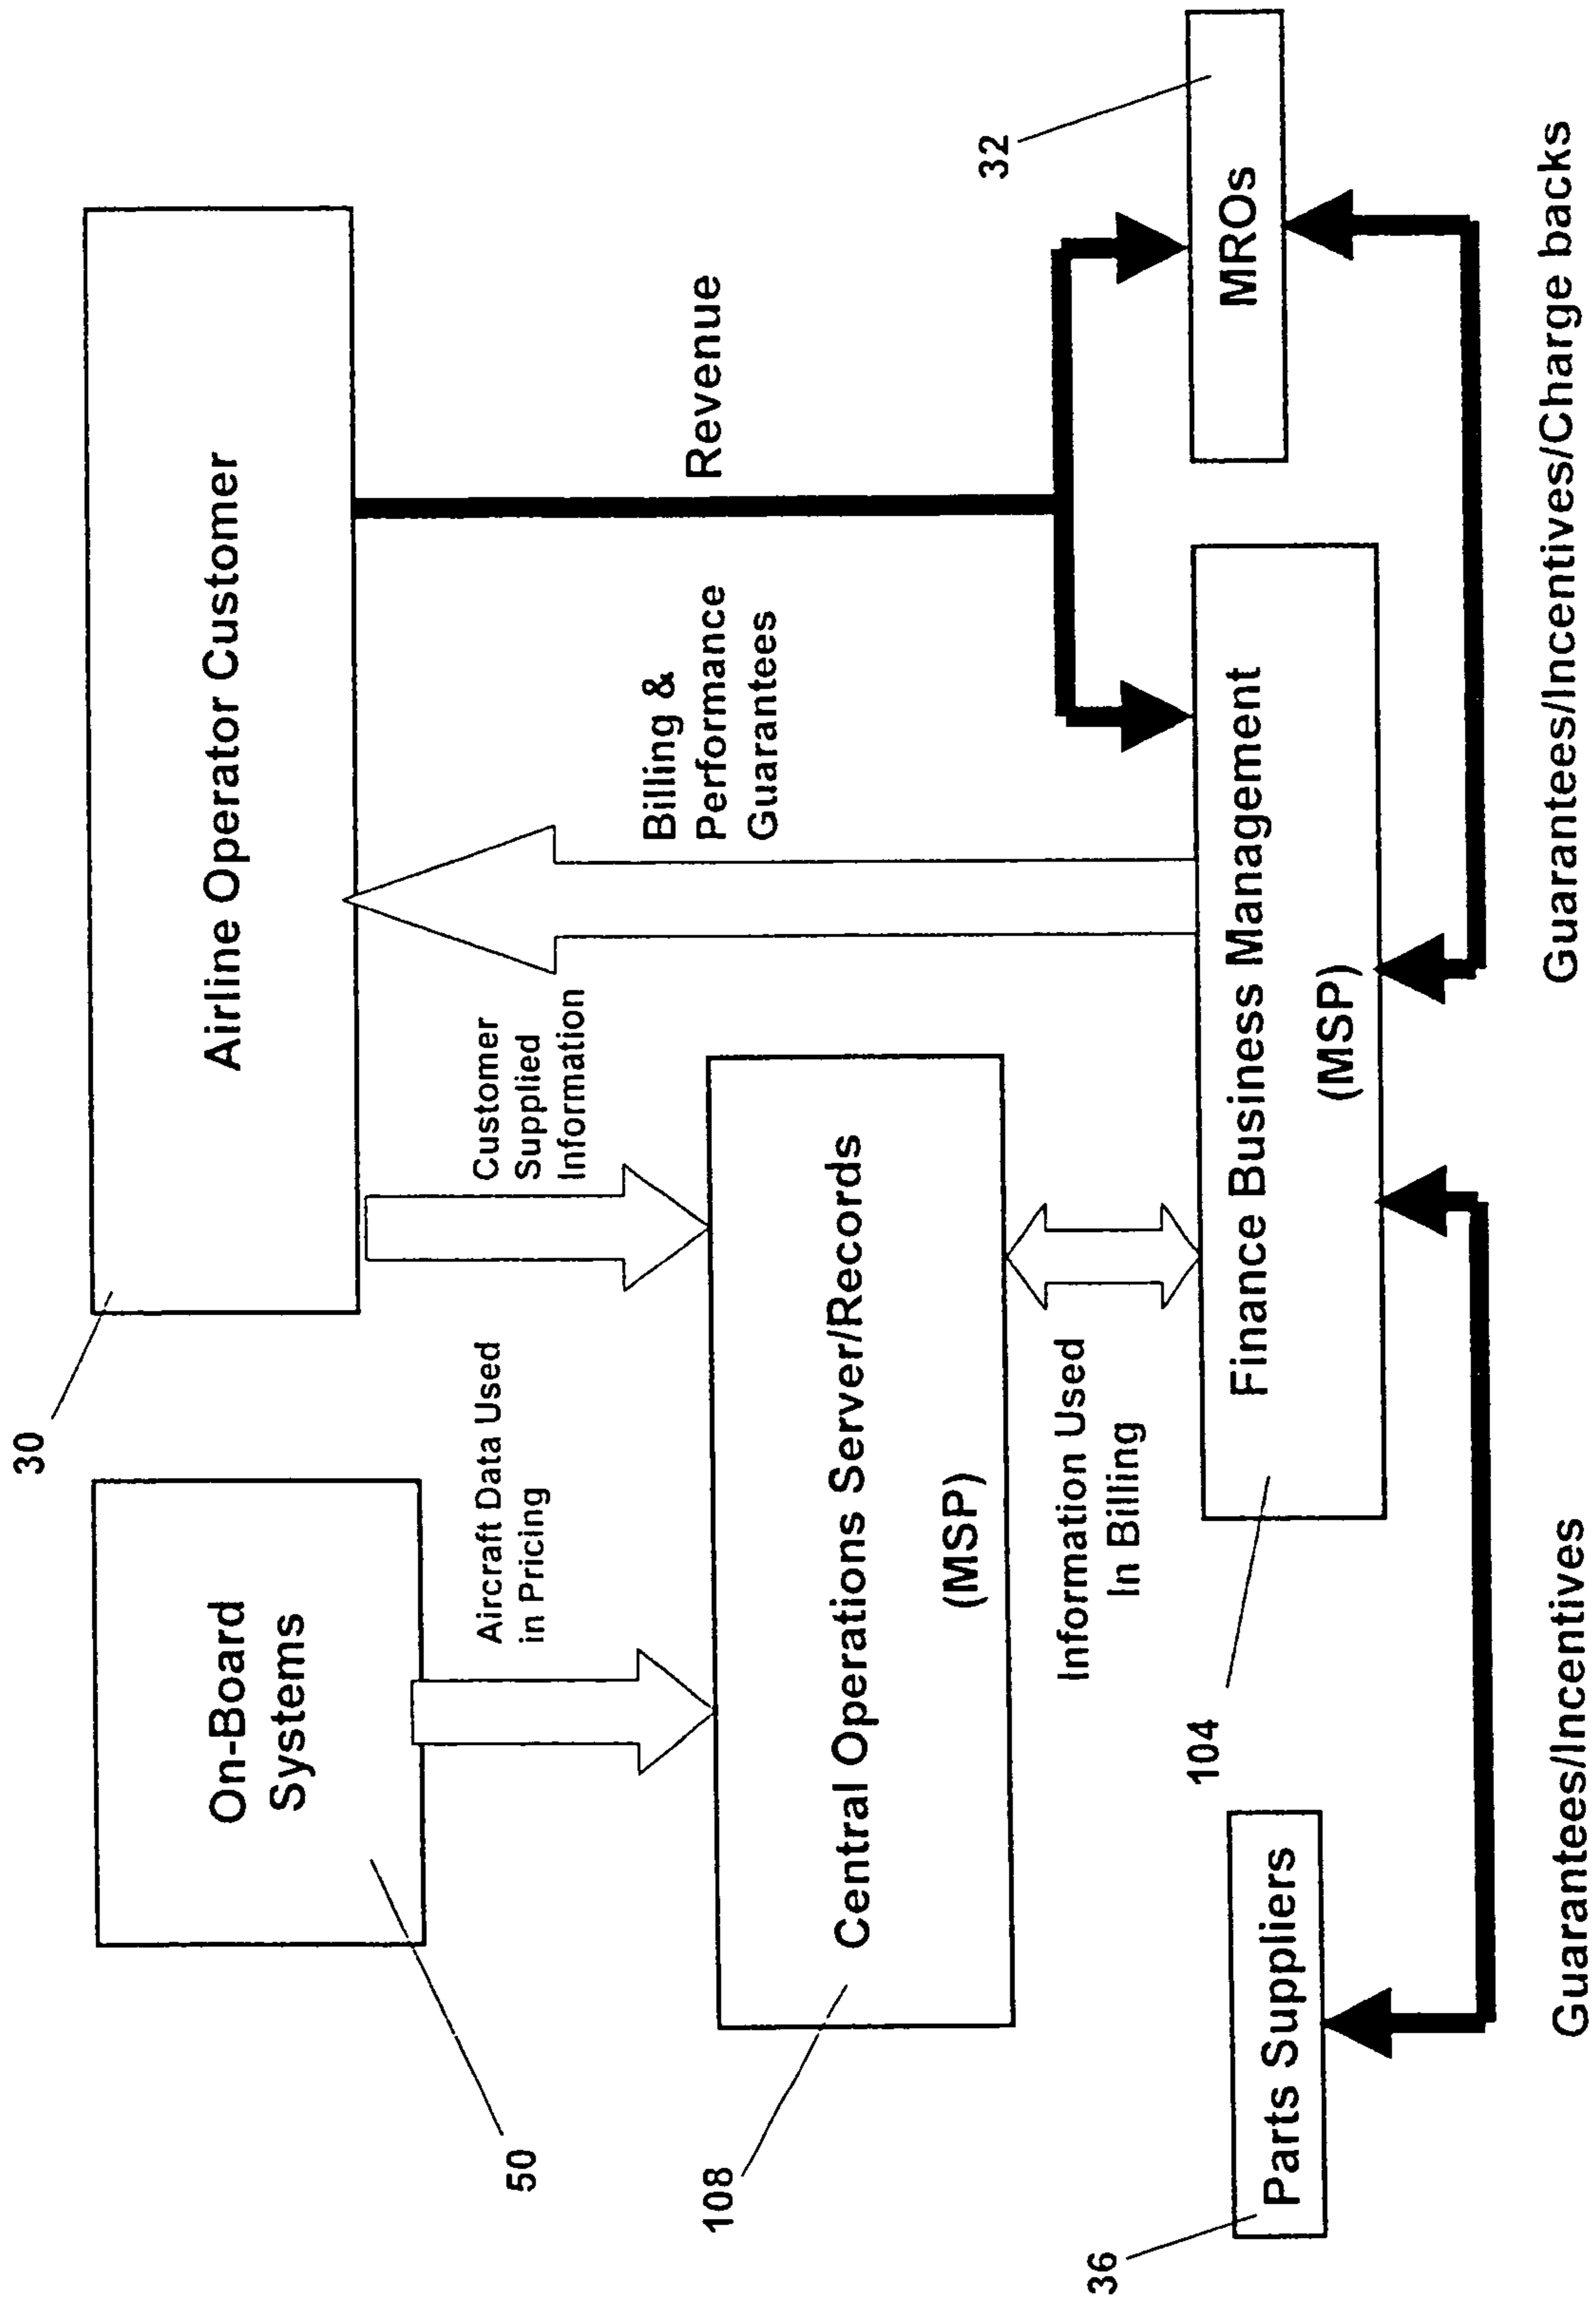 30
On-Board
Systems
Airline Operator Customer
50
Aircraft Data Used
in Pricing
Customer
Supplied
Information
Billing &
Performance
Guarantees
Revenue
108
Central Operations Server/Records
(MSP)
32
Information Used
In Billing
36
Parts Suppliers
104
Finance Business Management
(MSP)
MROs
Guarantees/Incentives
Guarantees/Incentives/Charge backs